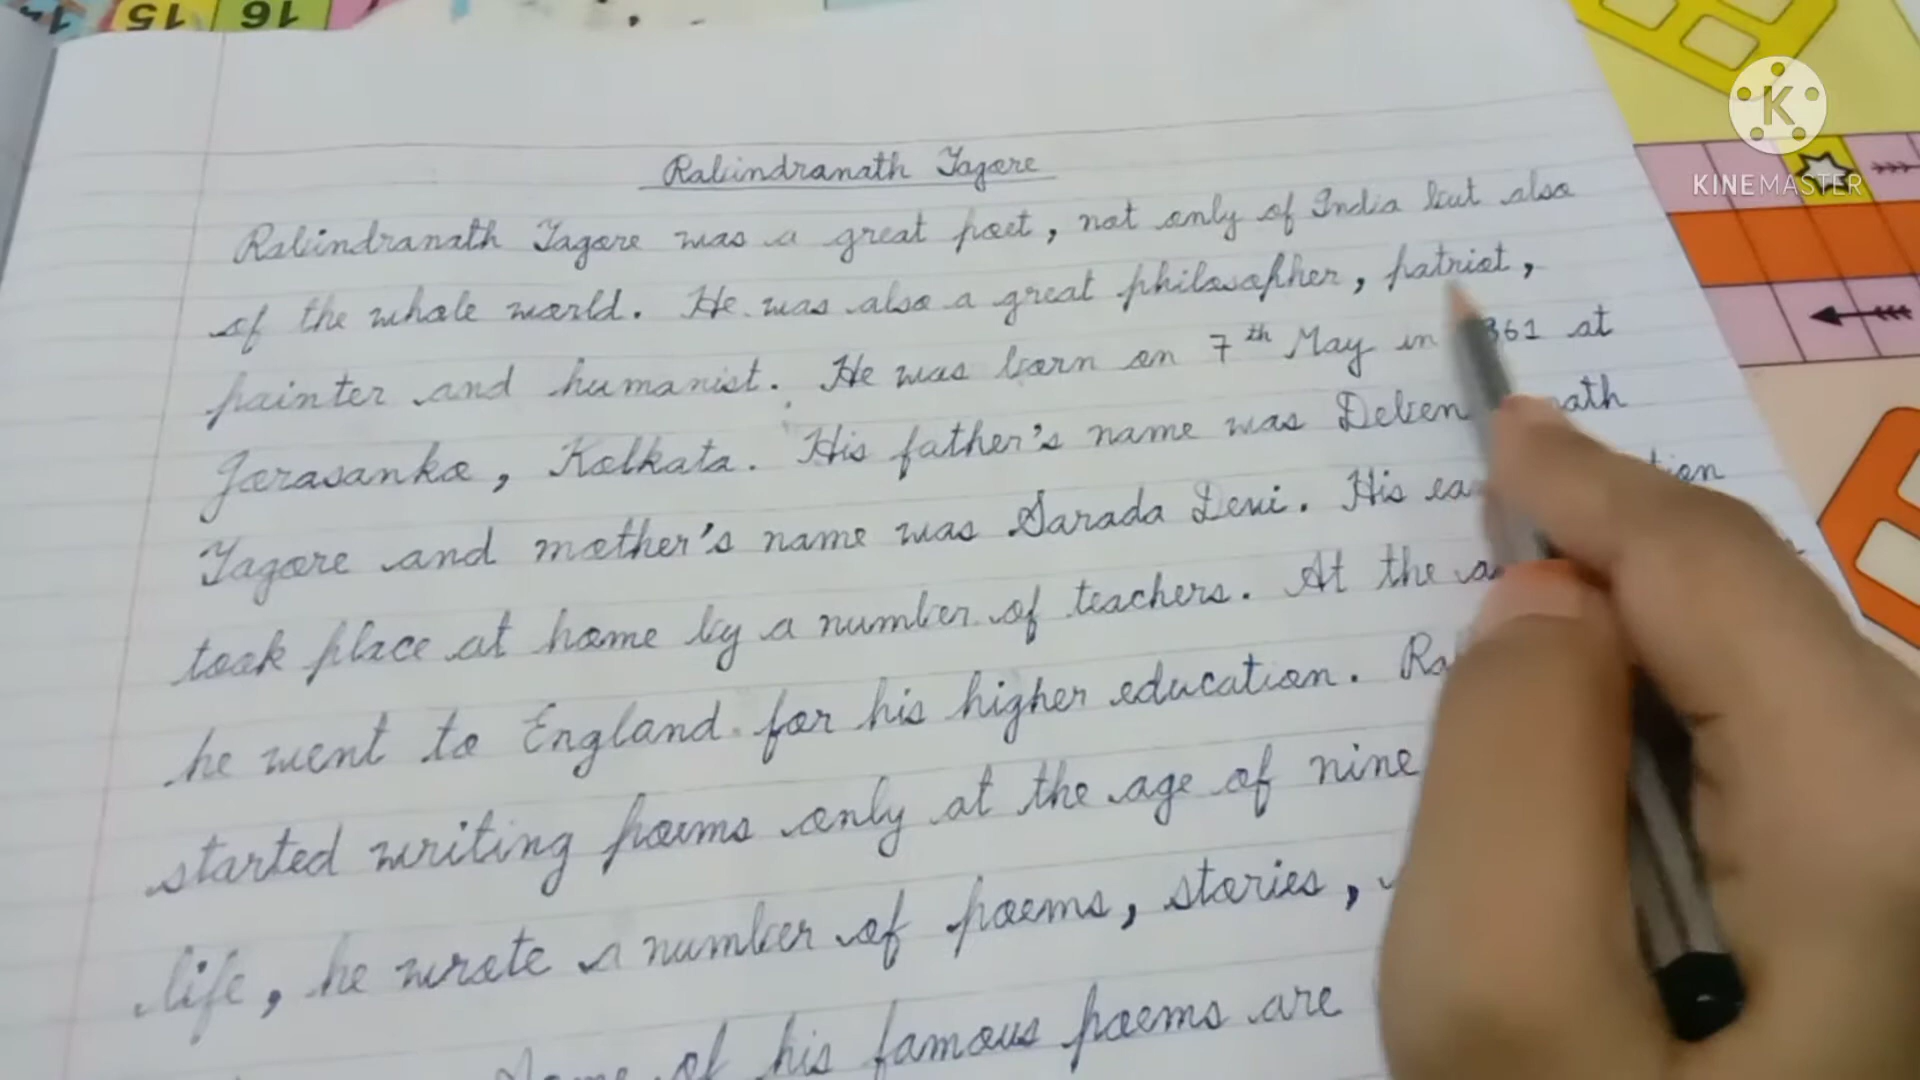 14 15 16
KINEMASTER
Rabindranath Tagore
Rabindranath Tagore was a great poet, not only of India but also
of the whole world. He was also a great philosopher, patriot,
painter and humanist. He was born on 7th May in 361 at
Jorasanko, Kolkata. His father's name was Deben nath
Tagore and mother's name was Sarada Devi. His
took place at home by a number of teachers. At the
he went to England for his higher education.
started writing poems only at the age of nine
life, he wrote a number of poems, stories,
Some of his famous poems are